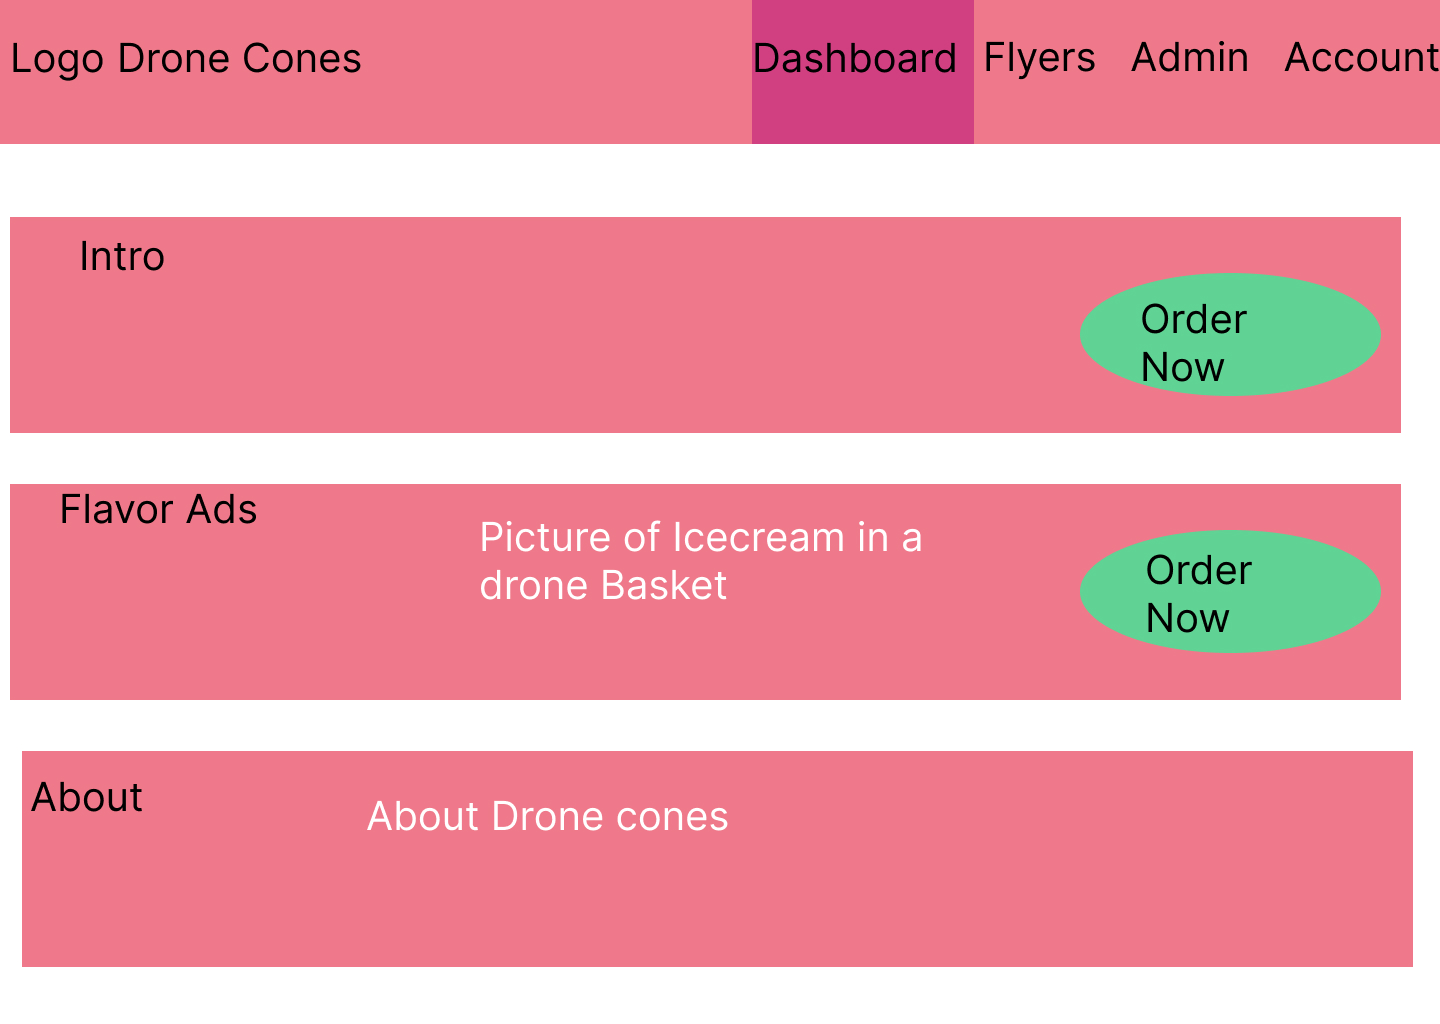 Logo Drone Cones
Dashboard
Flyers
Admin
Account
Intro
Order
Now
Flavor Ads
Picture of Icecream in a
drone Basket
Order
Now
About
About Drone cones